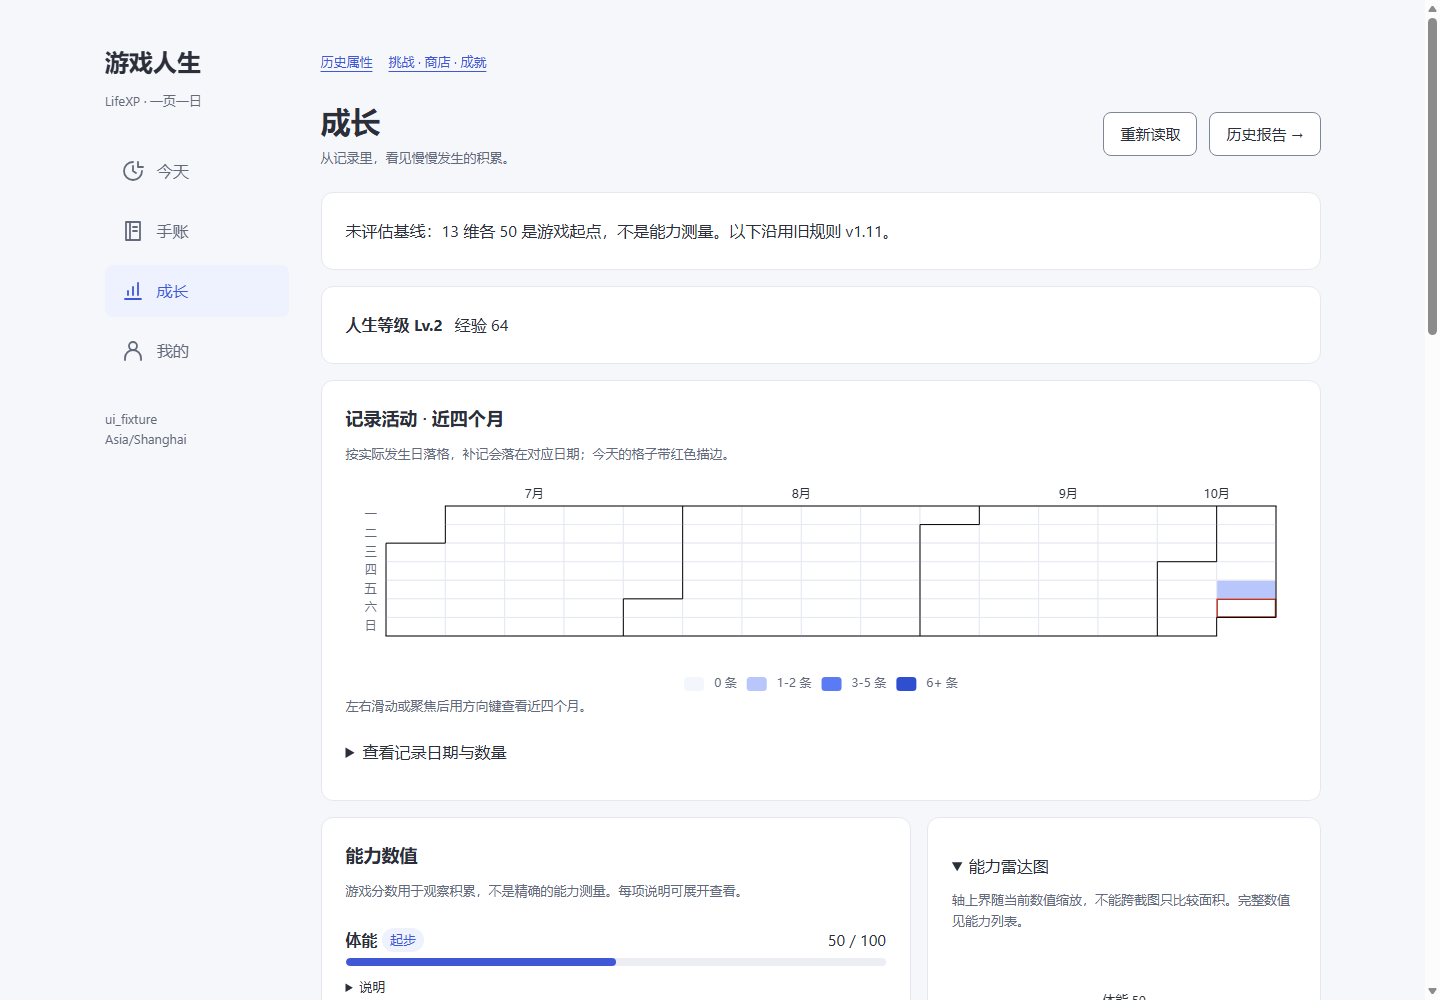 游戏人生
LifeXP · 一页一日
今天
手账
成长
我的
ui_fixture
Asia/Shanghai
历史属性 挑战 · 商店 · 成就
成长
从记录里，看见慢慢发生的积累。
重新读取
历史报告 →
未评估基线：13 维各 50 是游戏起点，不是能力测量。以下沿用旧规则 v1.11。
人生等级 Lv.2 经验 64
记录活动 · 近四个月
按实际发生日落格，补记会落在对应日期；今天的格子带红色描边。
7月 8月 9月 10月
一
二
三
四
五
六
日
0 条 1-2 条 3-5 条 6+ 条
左右滑动或聚焦后用方向键查看近四个月。
▶ 查看记录日期与数量
能力数值
游戏分数用于观察积累，不是精确的能力测量。每项说明可展开查看。
体能 起步 50 / 100
▶ 说明
▼ 能力雷达图
轴上界随当前数值缩放，不能跨截图只比较面积。完整数值
见能力列表。
体能 50